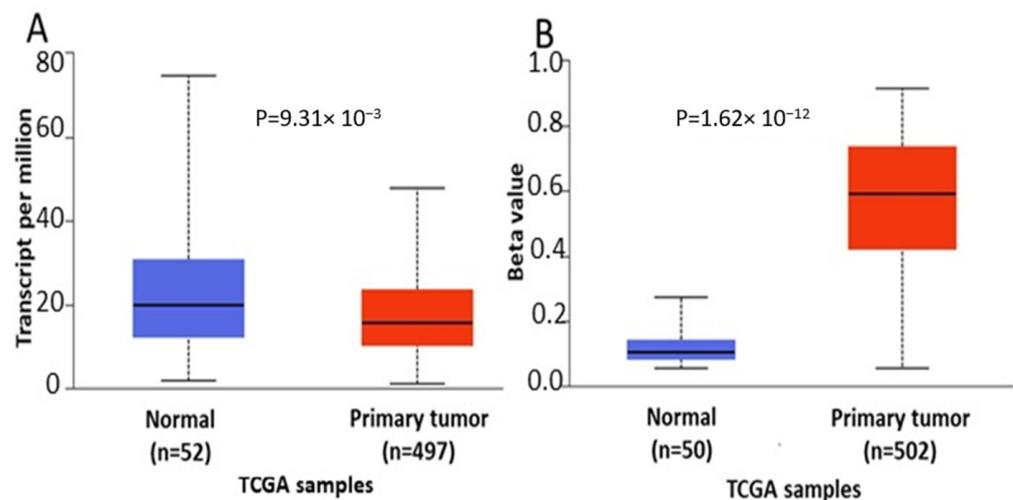 A
Transcript per million
80
60
40
20
0
P=9.31× 10⁻³
Normal
(n=52)
Primary tumor
(n=497)
TCGA samples
B
Beta value
1.0
0.8
0.6
0.4
0.2
0.0
P=1.62× 10⁻¹²
Normal
(n=50)
Primary tumor
(n=502)
TCGA samples